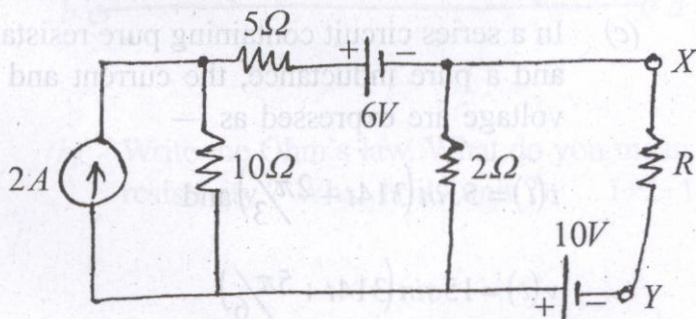 (c) In a series circuit containing pure resista
5Ω
and a pure inductance, the current and
+ − X
6V
voltage are expressed as —
2A 10Ω 2Ω R
10V
+ − Y